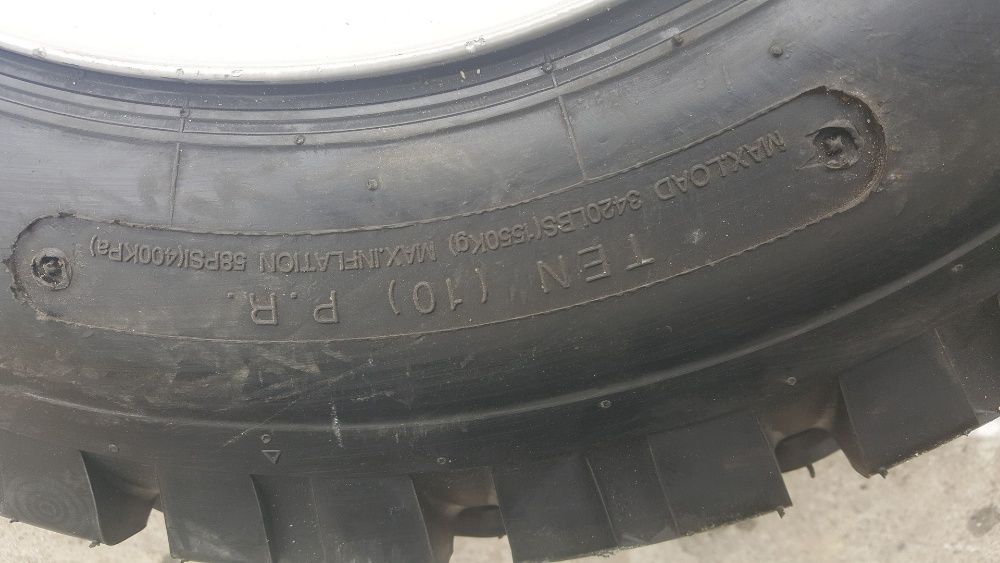 TEN (10) P.R.
MAX.LOAD 3420LBS(1550Kg) MAX.INFLATION 58PSI(400KPa)